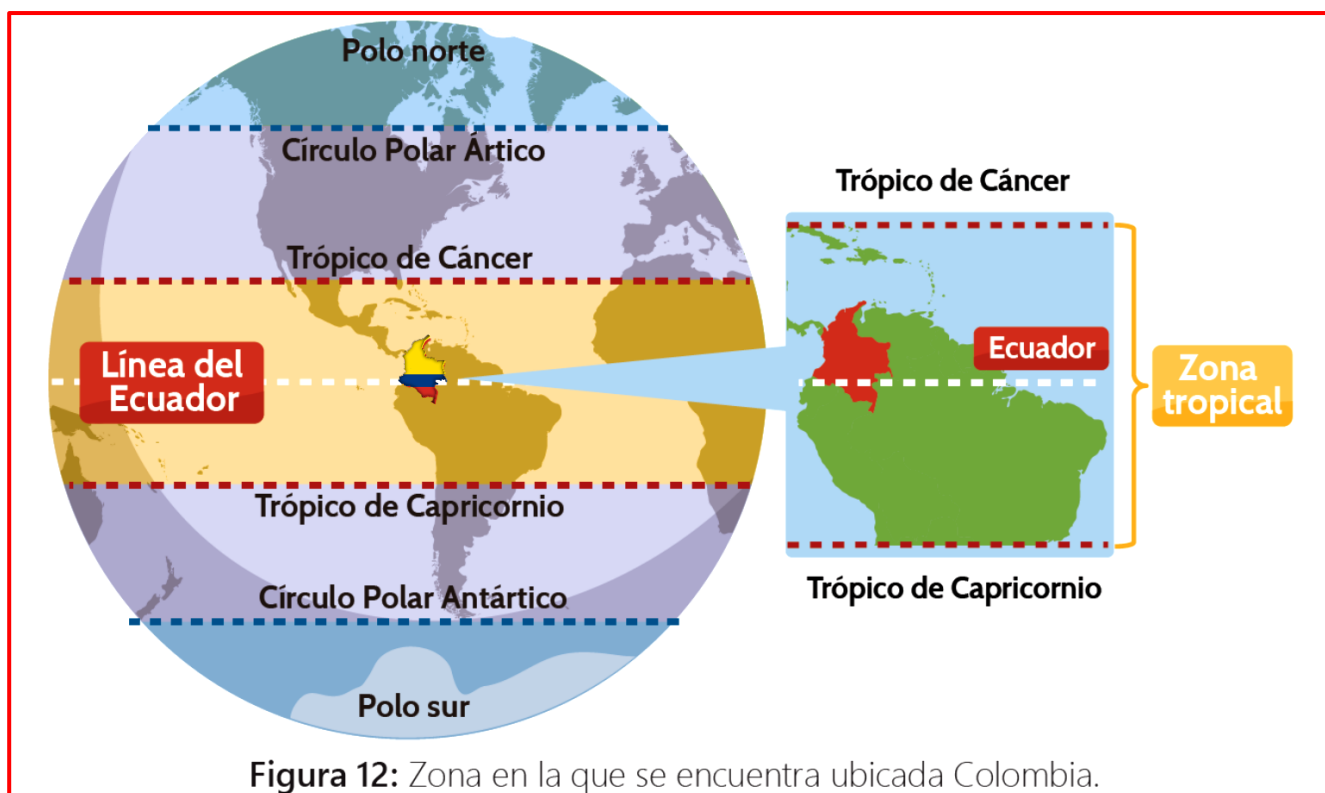 Polo norte
Círculo Polar Ártico
Trópico de Cáncer
Línea del
Ecuador
Trópico de Capricornio
Círculo Polar Antártico
Polo sur
Trópico de Cáncer
Ecuador
Zona
tropical
Trópico de Capricornio
Figura 12: Zona en la que se encuentra ubicada Colombia.